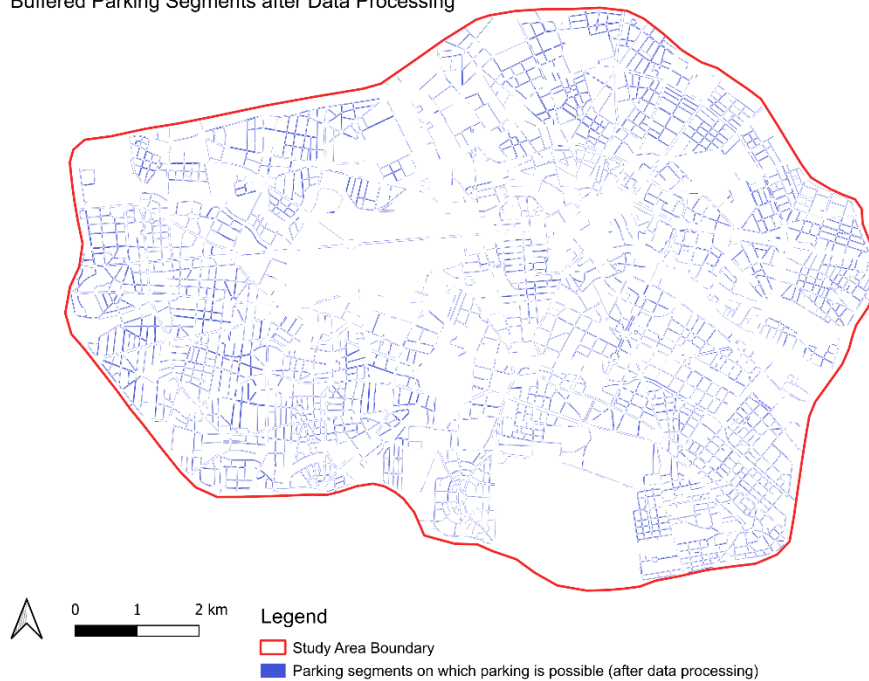 Buffered Parking Segments after Data Processing
0 1 2 km
Legend
Study Area Boundary
Parking segments on which parking is possible (after data processing)